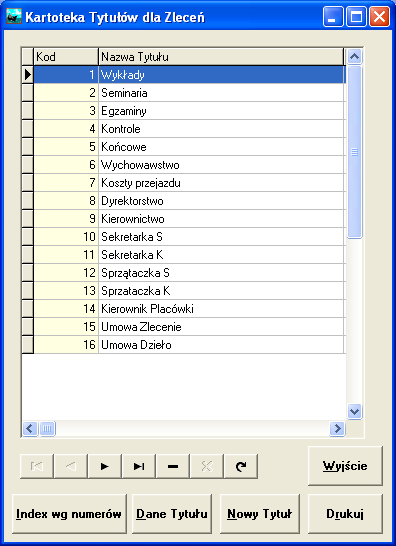 Kartoteka Tytułów dla Zleceń
Kod Nazwa Tytułu
1 Wykłady
2 Seminaria
3 Egzaminy
4 Kontrole
5 Końcowe
6 Wychowawstwo
7 Koszty przejazdu
8 Dyrektorstwo
9 Kierownictwo
10 Sekretarka S
11 Sekretarka K
12 Sprzątaczka S
13 Sprzataczka K
14 Kierownik Placówki
15 Umowa Zlecenie
16 Umowa Dzieło
Wyjście
Index wg numerów Dane Tytułu Nowy Tytuł Drukuj